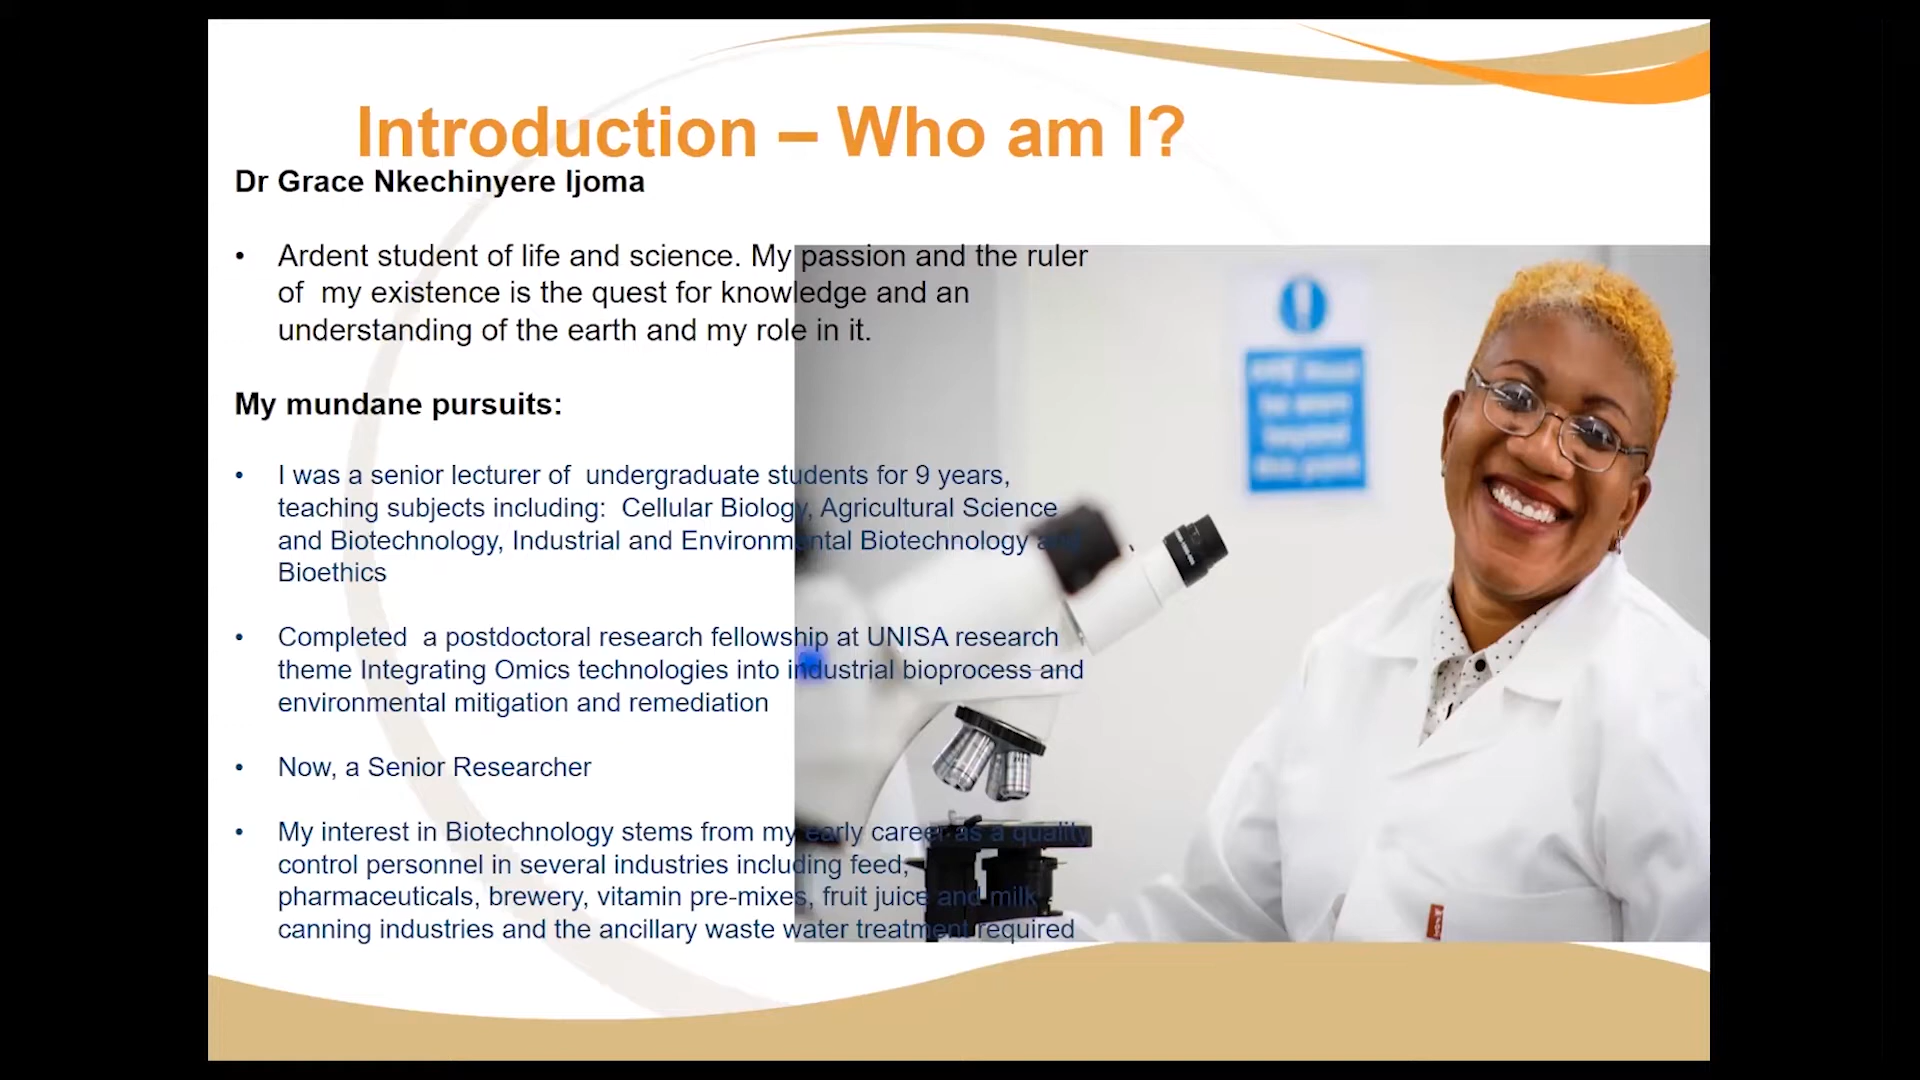 Introduction – Who am I?
Dr Grace Nkechinyere Ijoma
• Ardent student of life and science. My passion and the ruler
of my existence is the quest for knowledge and an
understanding of the earth and my role in it.
My mundane pursuits:
• I was a senior lecturer of undergraduate students for 9 years,
teaching subjects including: Cellular Biology, Agricultural Science
and Biotechnology, Industrial and Environmental Biotechnology and
Bioethics
• Completed a postdoctoral research fellowship at UNISA research
theme Integrating Omics technologies into industrial bioprocess and
environmental mitigation and remediation
• Now, a Senior Researcher
• My interest in Biotechnology stems from my early career as a quality
control personnel in several industries including feed,
pharmaceuticals, brewery, vitamin pre-mixes, fruit juice and milk
canning industries and the ancillary waste water treatment required